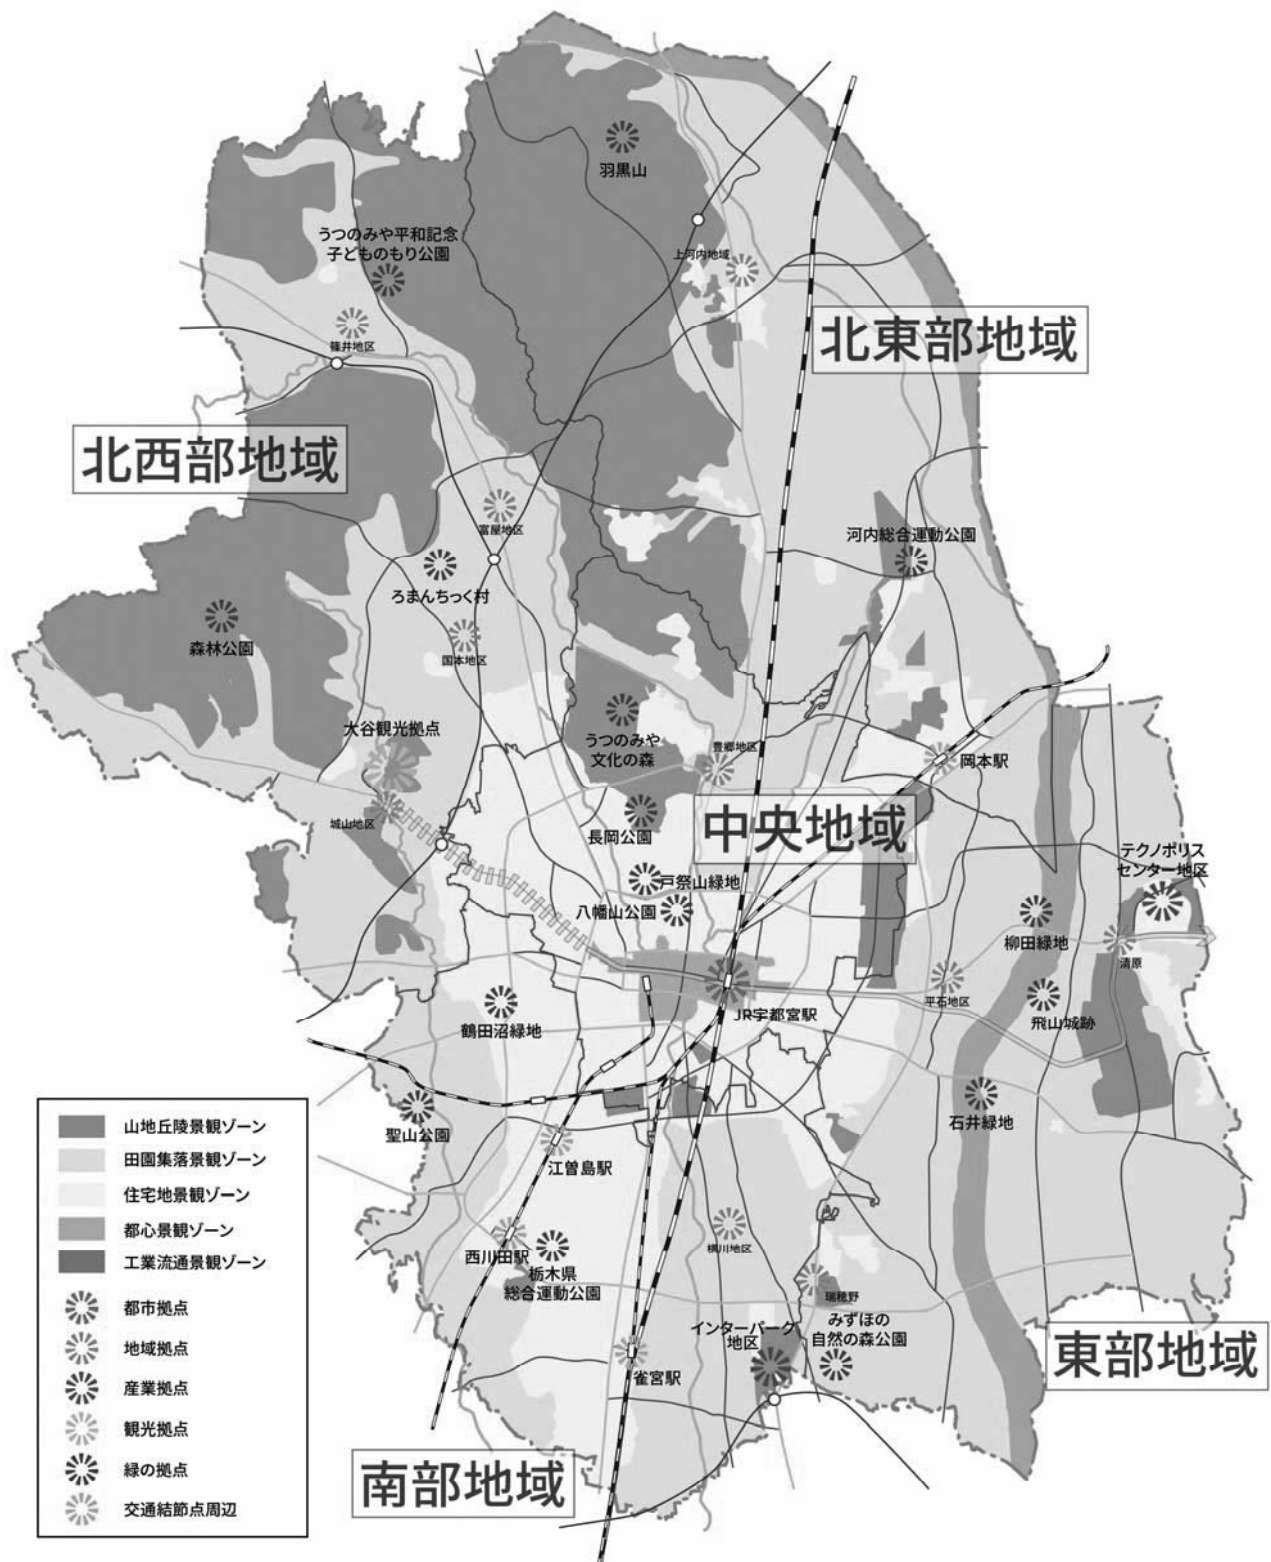 羽黒山
うつのみや平和記念
子どものもり公園
上河内地域
篠井地区
北東部地域
北西部地域
富屋地区
河内総合運動公園
ろまんちっく村
森林公園
国本地区
大谷観光拠点
うつのみや
文化の森
豊郷地区
岡本駅
城山地区
長岡公園
中央地域
テクノポリス
センター地区
戸祭山緑地
八幡山公園
柳田緑地
清原
平石地区
JR宇都宮駅
飛山城跡
鶴田沼緑地
聖山公園
石井緑地
江曽島駅
西川田駅
栃木県
総合運動公園
横川地区
瑞穂野
インターパーク
地区
みずほの
自然の森公園
雀宮駅
東部地域
南部地域
山地丘陵景観ゾーン
田園集落景観ゾーン
住宅地景観ゾーン
都心景観ゾーン
工業流通景観ゾーン
都市拠点
地域拠点
産業拠点
観光拠点
緑の拠点
交通結節点周辺